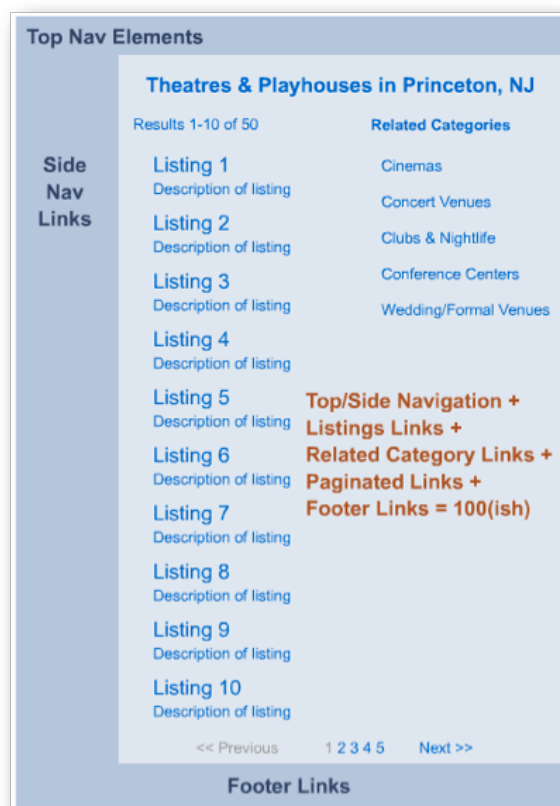 Top Nav Elements
Theatres & Playhouses in Princeton, NJ
Results 1-10 of 50
Related Categories
Side
Nav
Links
Listing 1
Description of listing
Listing 2
Description of listing
Listing 3
Description of listing
Listing 4
Description of listing
Listing 5
Description of listing
Listing 6
Description of listing
Listing 7
Description of listing
Listing 8
Description of listing
Listing 9
Description of listing
Listing 10
Description of listing
Cinemas
Concert Venues
Clubs & Nightlife
Conference Centers
Wedding/Formal Venues
Top/Side Navigation +
Listings Links +
Related Category Links +
Paginated Links +
Footer Links = 100(ish)
<< Previous 1 2 3 4 5 Next >>
Footer Links